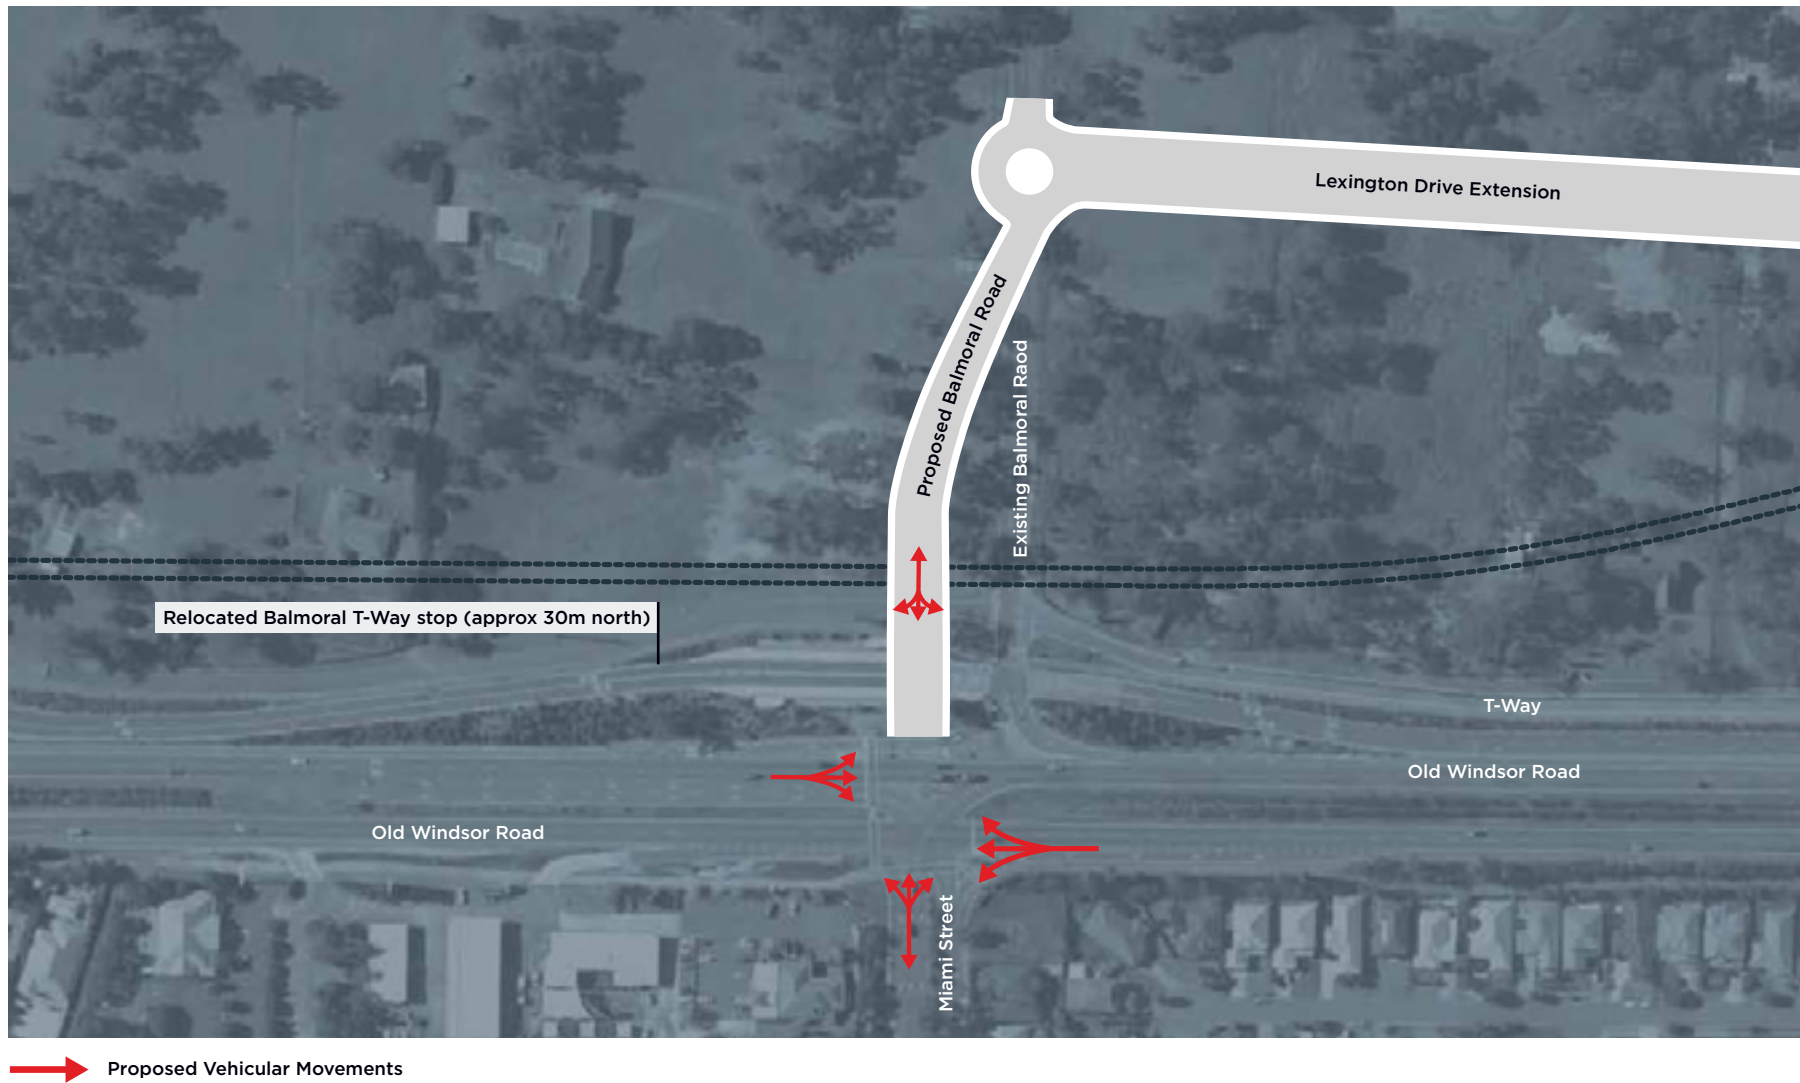 Lexington Drive Extension
Proposed Balmoral Road
Existing Balmoral Raod
Relocated Balmoral T-Way stop (approx 30m north)
T-Way
Old Windsor Road
Old Windsor Road
Miami Street
Proposed Vehicular Movements